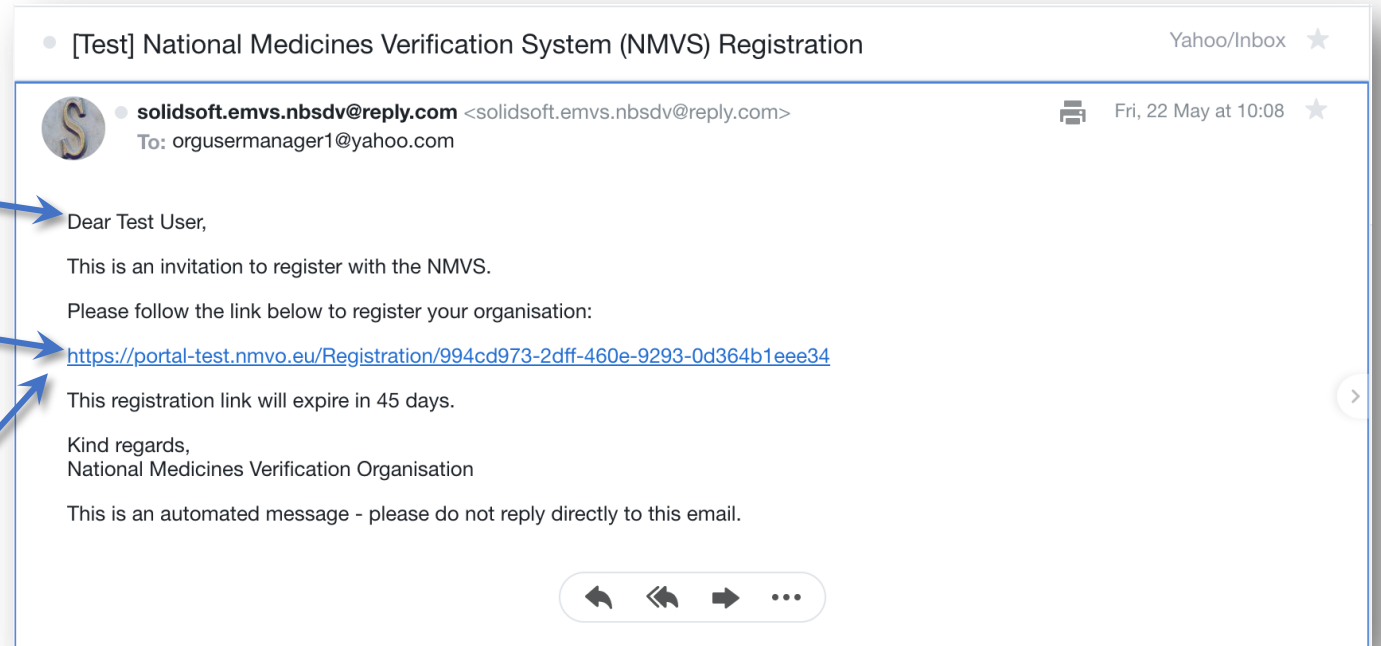 [Test] National Medicines Verification System (NMVS) Registration
Yahoo/Inbox
S
solidsoft.emvs.nbsdv@reply.com <solidsoft.emvs.nbsdv@reply.com>
Fri, 22 May at 10:08
To: orgusermanager1@yahoo.com
Dear Test User,
This is an invitation to register with the NMVS.
Please follow the link below to register your organisation:
https://portal-test.nmvo.eu/Registration/994cd973-2dff-460e-9293-0d364b1eee34
This registration link will expire in 45 days.
Kind regards,
National Medicines Verification Organisation
This is an automated message - please do not reply directly to this email.